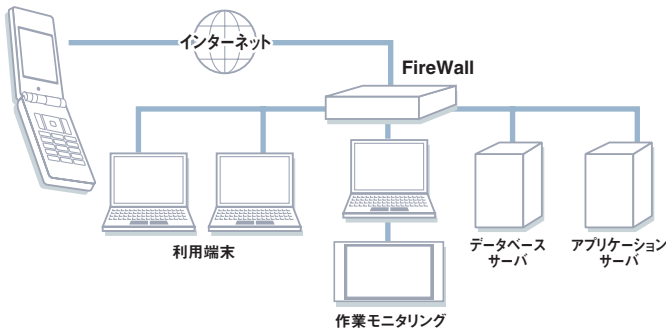 インターネット
FireWall
利用端末
データベース
サーバ
アプリケーション
サーバ
作業モニタリング